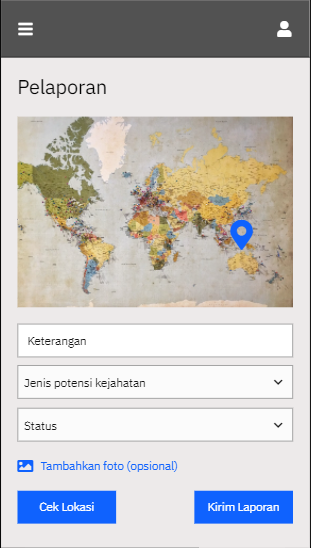 Pelaporan
Keterangan
Jenis potensi kejahatan
Status
Tambahkan foto (opsional)
Cek Lokasi
Kirim Laporan